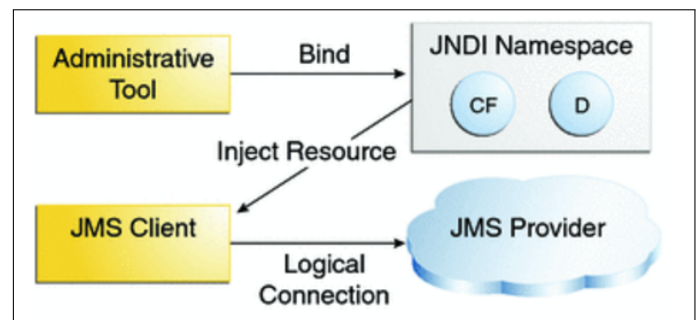 Administrative
Tool
Bind
JNDI Namespace
CF
D
Inject Resource
JMS Client
Logical
Connection
JMS Provider